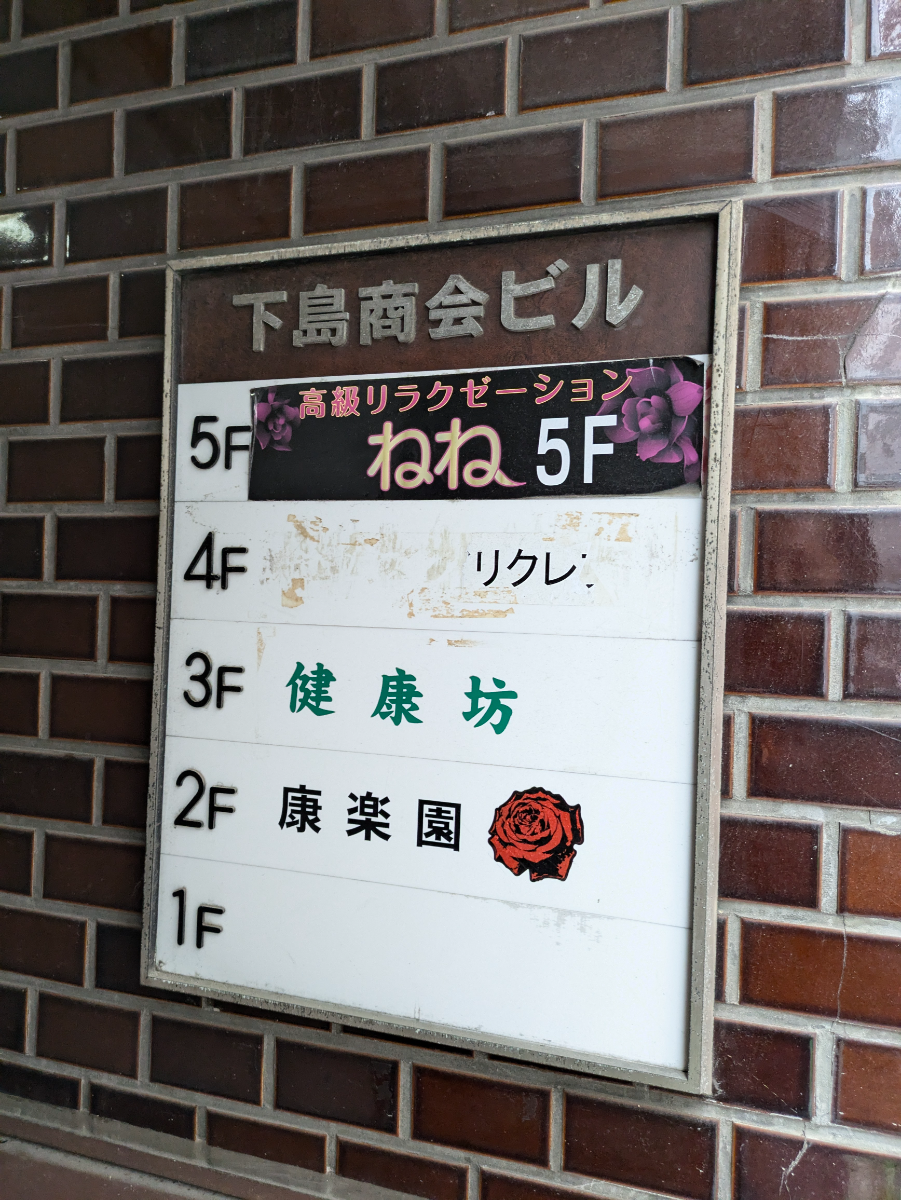 下島商会ビル
5F 高級リラクゼーション
ねね 5F
4F リクレ
3F 健康坊
2F 康楽園
1F